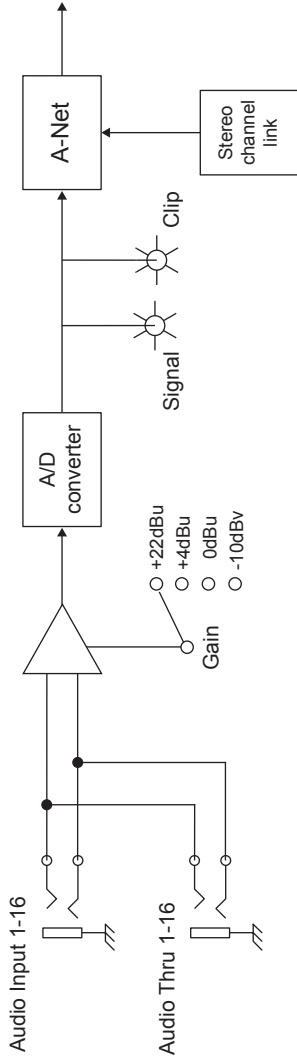 Audio Input 1-16
Audio Thru 1-16
Gain
+22dBu
+4dBu
0dBu
-10dBv
A/D
converter
Signal
Clip
A-Net
Stereo
channel
link